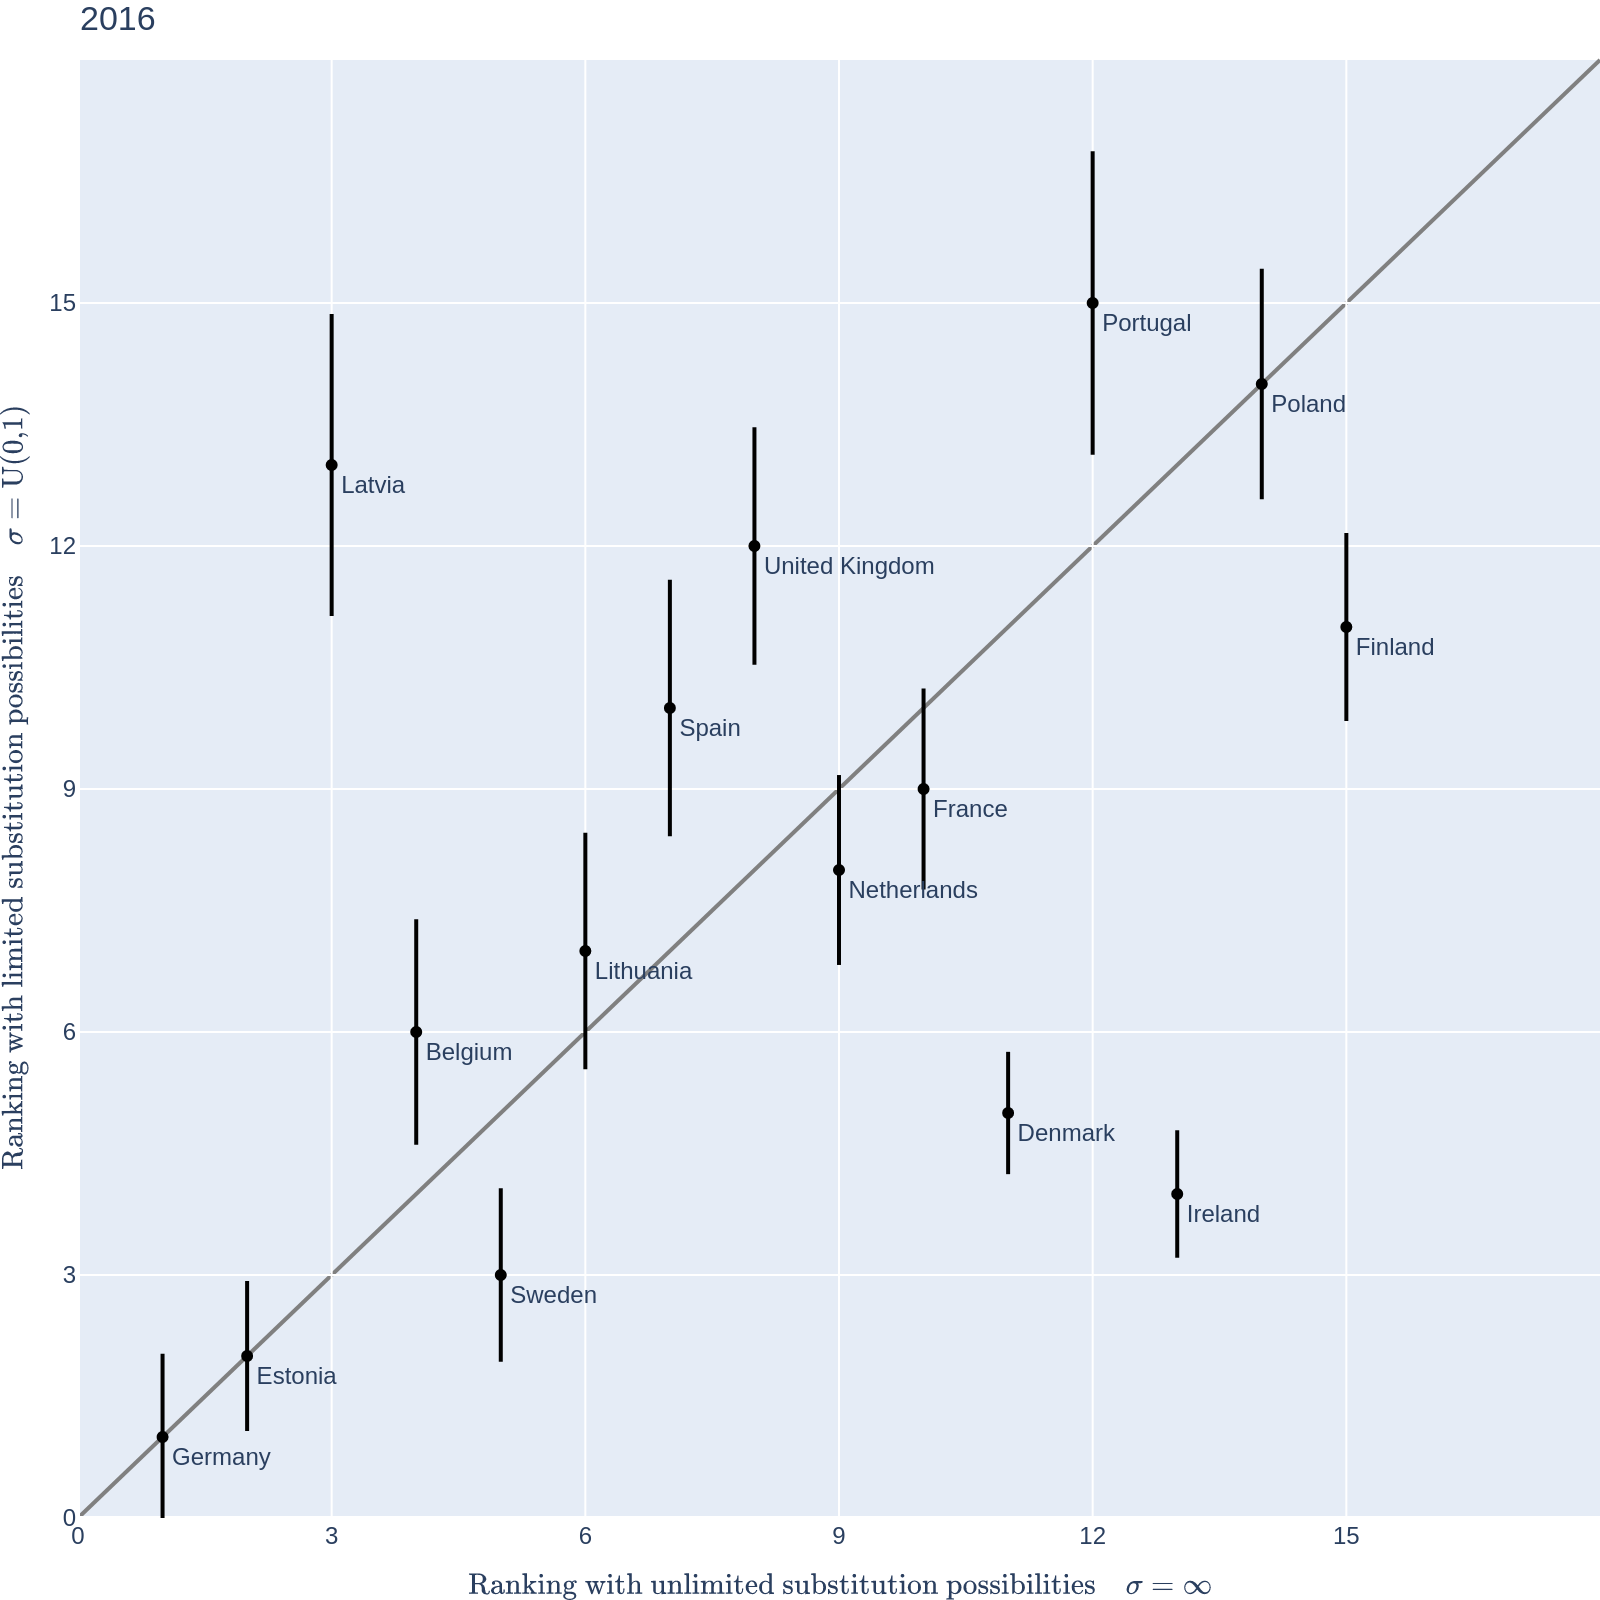 2016
Ranking with limited substitution possibilities σ = U(0,1)
15
12
9
6
3
0
Portugal
Poland
Latvia
United Kingdom
Finland
Spain
France
Netherlands
Lithuania
Belgium
Denmark
Ireland
Sweden
Estonia
Germany
0 3 6 9 12 15
Ranking with unlimited substitution possibilities σ = ∞